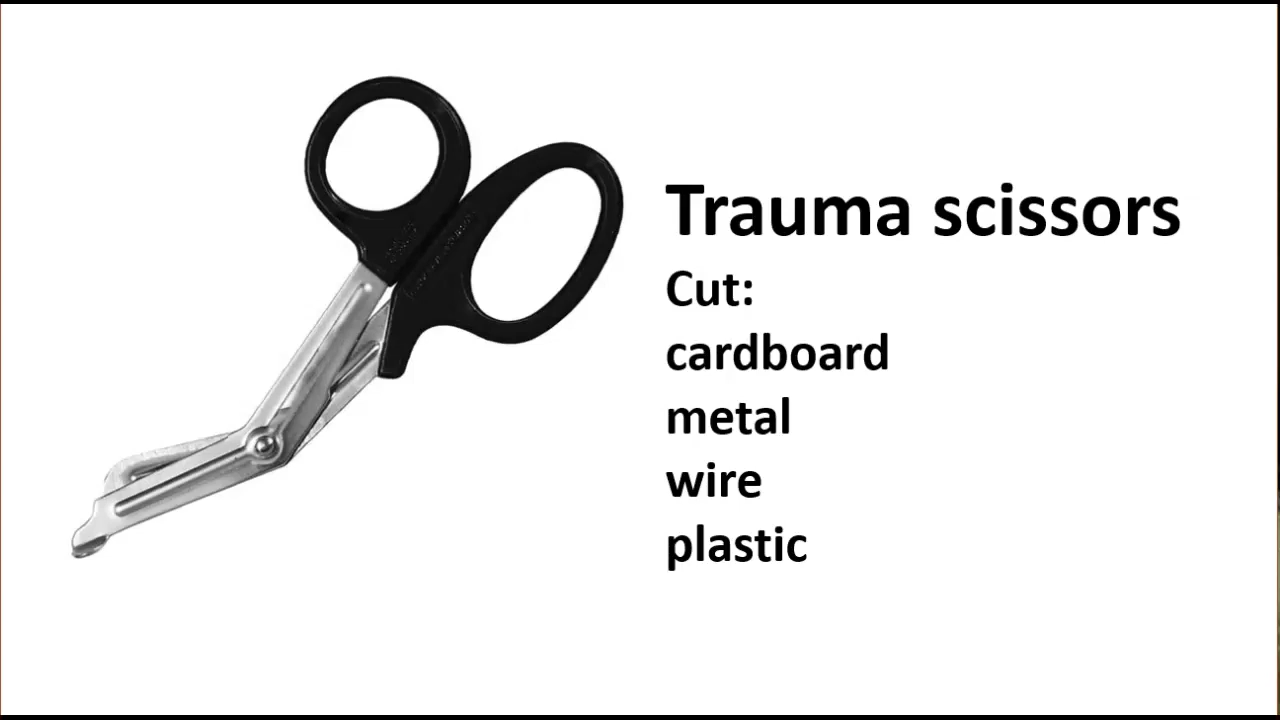 Trauma scissors
Cut:
cardboard
metal
wire
plastic